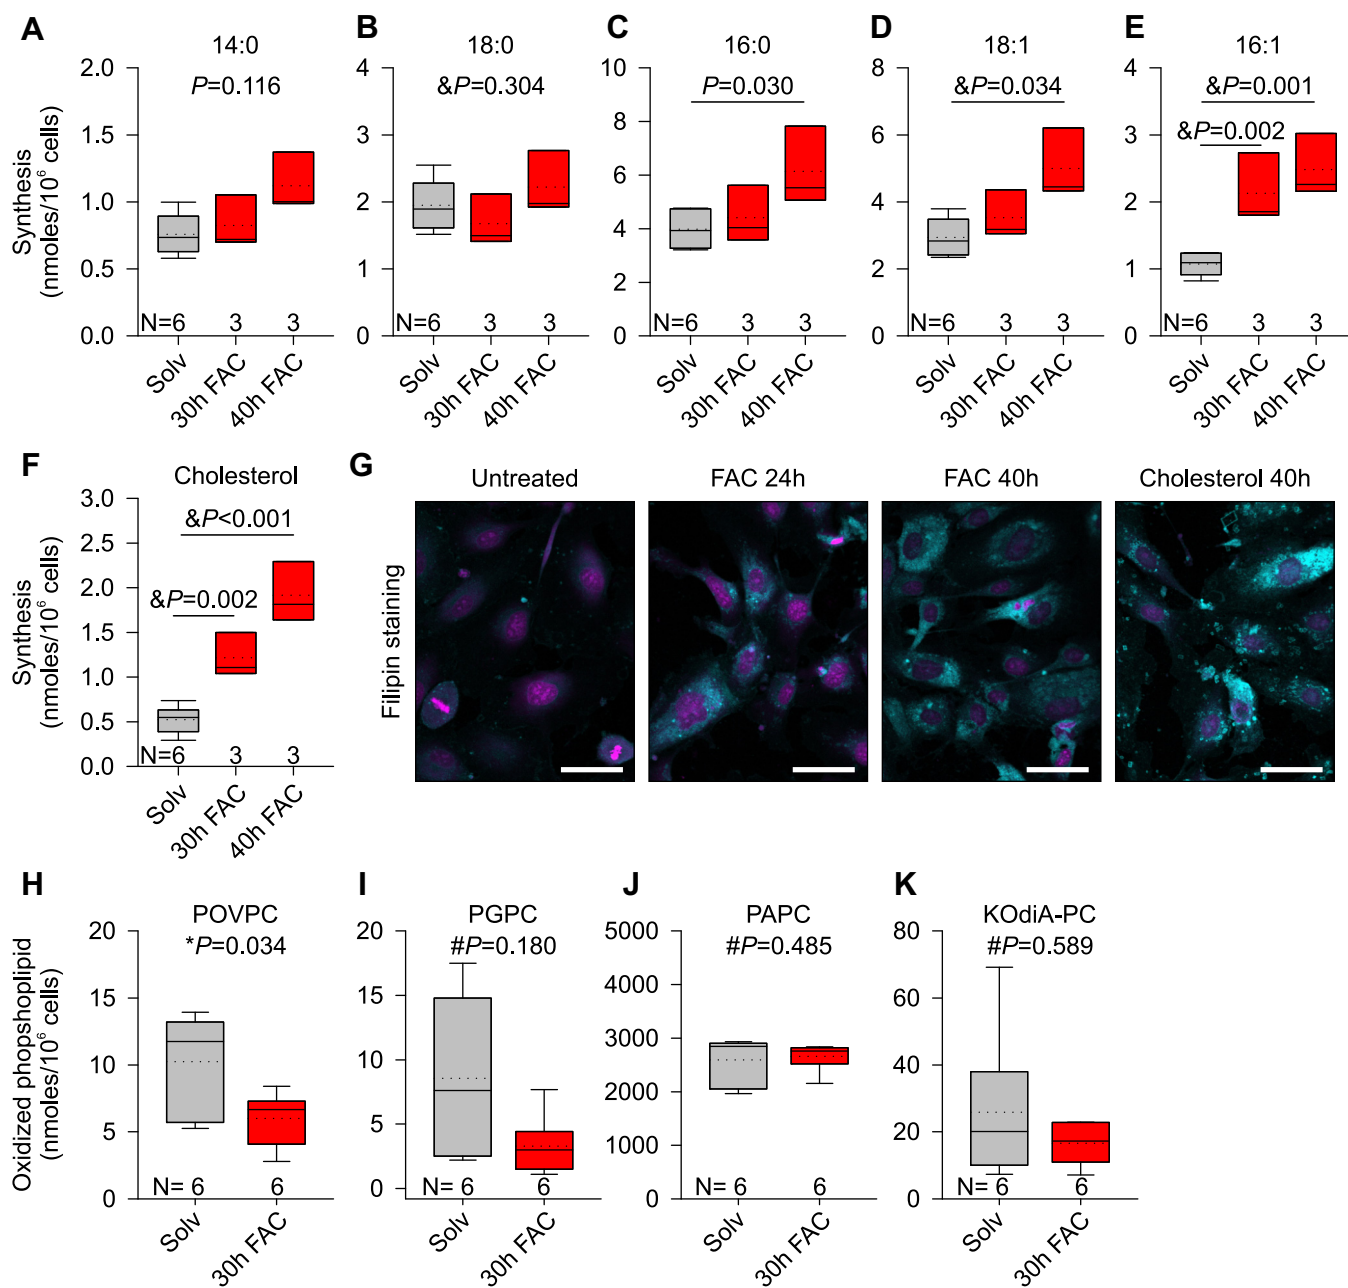 A
14:0
P=0.116
Synthesis
(nmoles/10⁶ cells)
2.0
1.5
1.0
0.5
0.0
N=6
3
3
Solv
30h FAC
40h FAC
B
18:0
&P=0.304
4
3
2
1
0
N=6
3
3
Solv
30h FAC
40h FAC
C
16:0
P=0.030
10
8
6
4
2
0
N=6
3
3
Solv
30h FAC
40h FAC
D
18:1
&P=0.034
8
6
4
2
0
N=6
3
3
Solv
30h FAC
40h FAC
E
16:1
&P=0.001
&P=0.002
4
3
2
1
0
N=6
3
3
Solv
30h FAC
40h FAC
F
Cholesterol
&P<0.001
&P=0.002
Synthesis
(nmoles/10⁶ cells)
3.0
2.5
2.0
1.5
1.0
0.5
0.0
N=6
3
3
Solv
30h FAC
40h FAC
G
Untreated
FAC 24h
FAC 40h
Cholesterol 40h
Filipin staining
H
POVPC
*P=0.034
Oxidized phopshoplipid
(nmoles/10⁶ cells)
20
15
10
5
0
N= 6
6
Solv
30h FAC
I
PGPC
#P=0.180
20
15
10
5
0
N= 6
6
Solv
30h FAC
J
PAPC
#P=0.485
5000
4000
3000
2000
1000
0
N= 6
6
Solv
30h FAC
K
KOdiA-PC
#P=0.589
80
60
40
20
0
N= 6
6
Solv
30h FAC